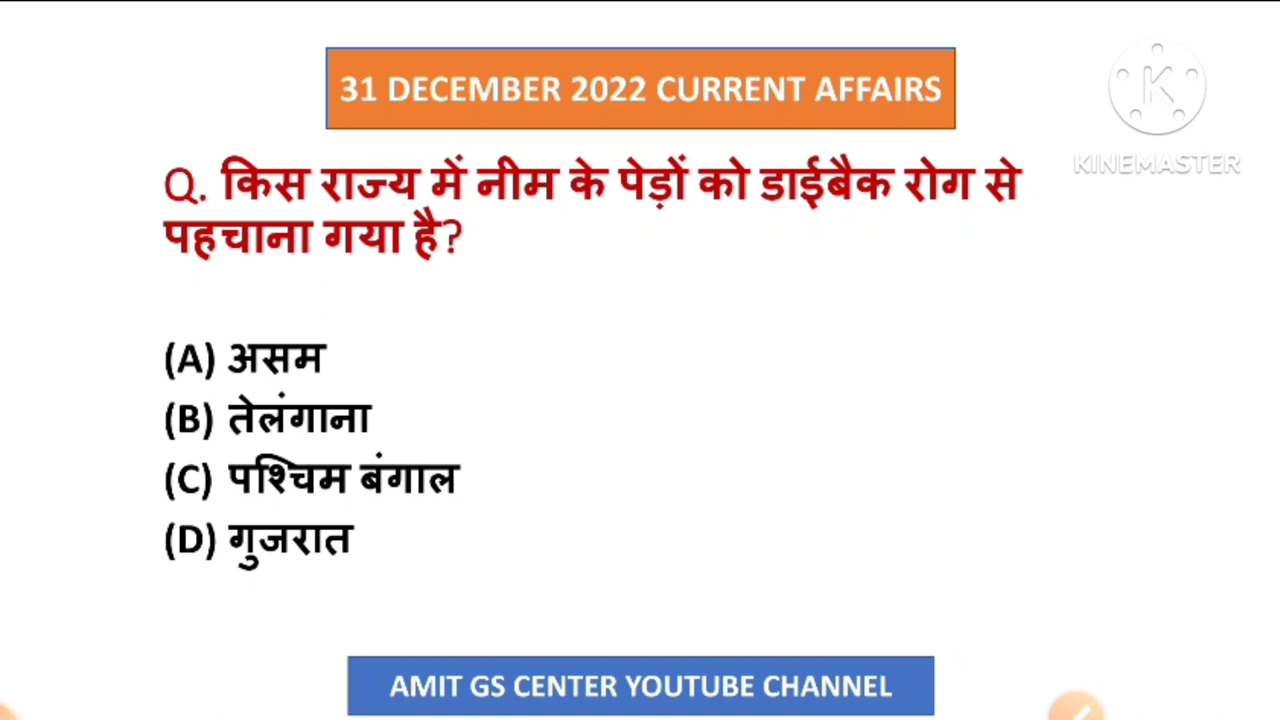 31 DECEMBER 2022 CURRENT AFFAIRS
KINEMASTER
Q. किस राज्य में नीम के पेड़ों को डाईबैक रोग से
पहचाना गया है?
(A) असम
(B) तेलंगाना
(C) पश्चिम बंगाल
(D) गुजरात
AMIT GS CENTER YOUTUBE CHANNEL